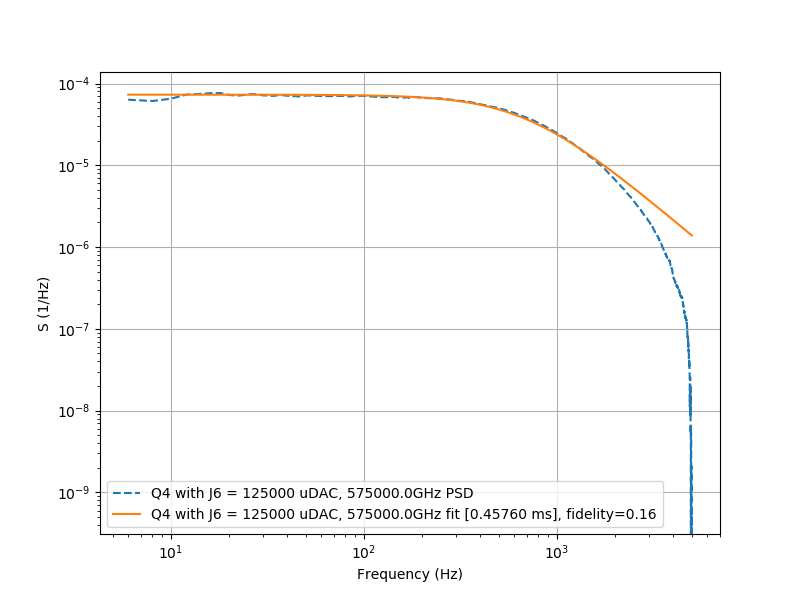 10⁻⁴
10⁻⁵
10⁻⁶
10⁻⁷
10⁻⁸
10⁻⁹
S (1/Hz)
Q4 with J6 = 125000 uDAC, 575000.0GHz PSD
Q4 with J6 = 125000 uDAC, 575000.0GHz fit [0.45760 ms], fidelity=0.16
10¹ 10² 10³
Frequency (Hz)